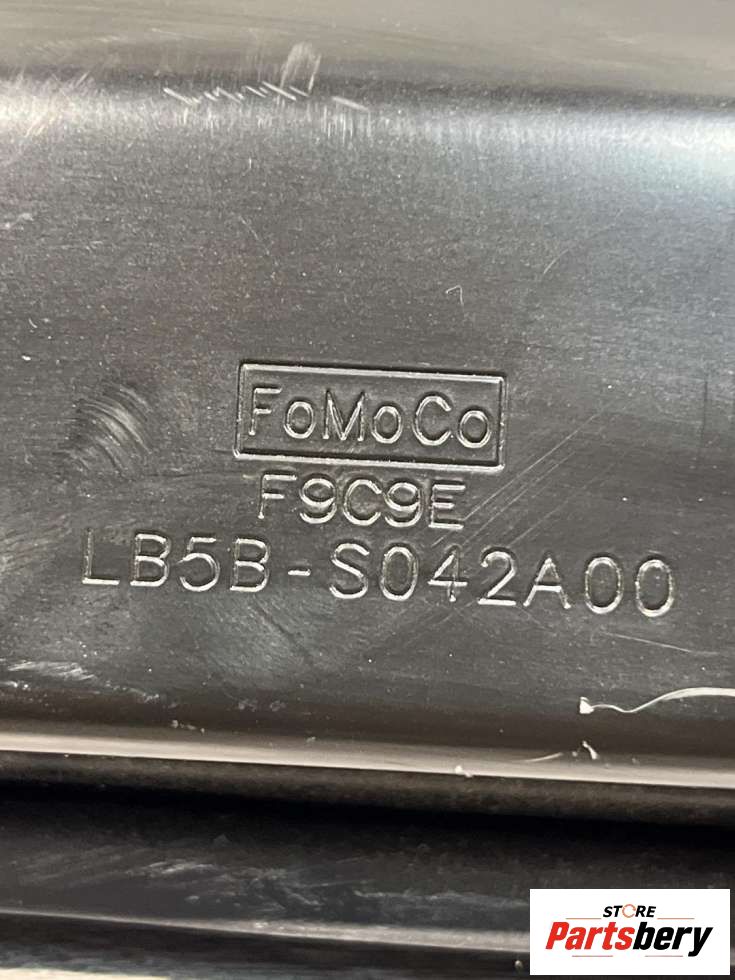 FoMoCo
F9C9E
LB5B-S042A00
STORE
Partsbery